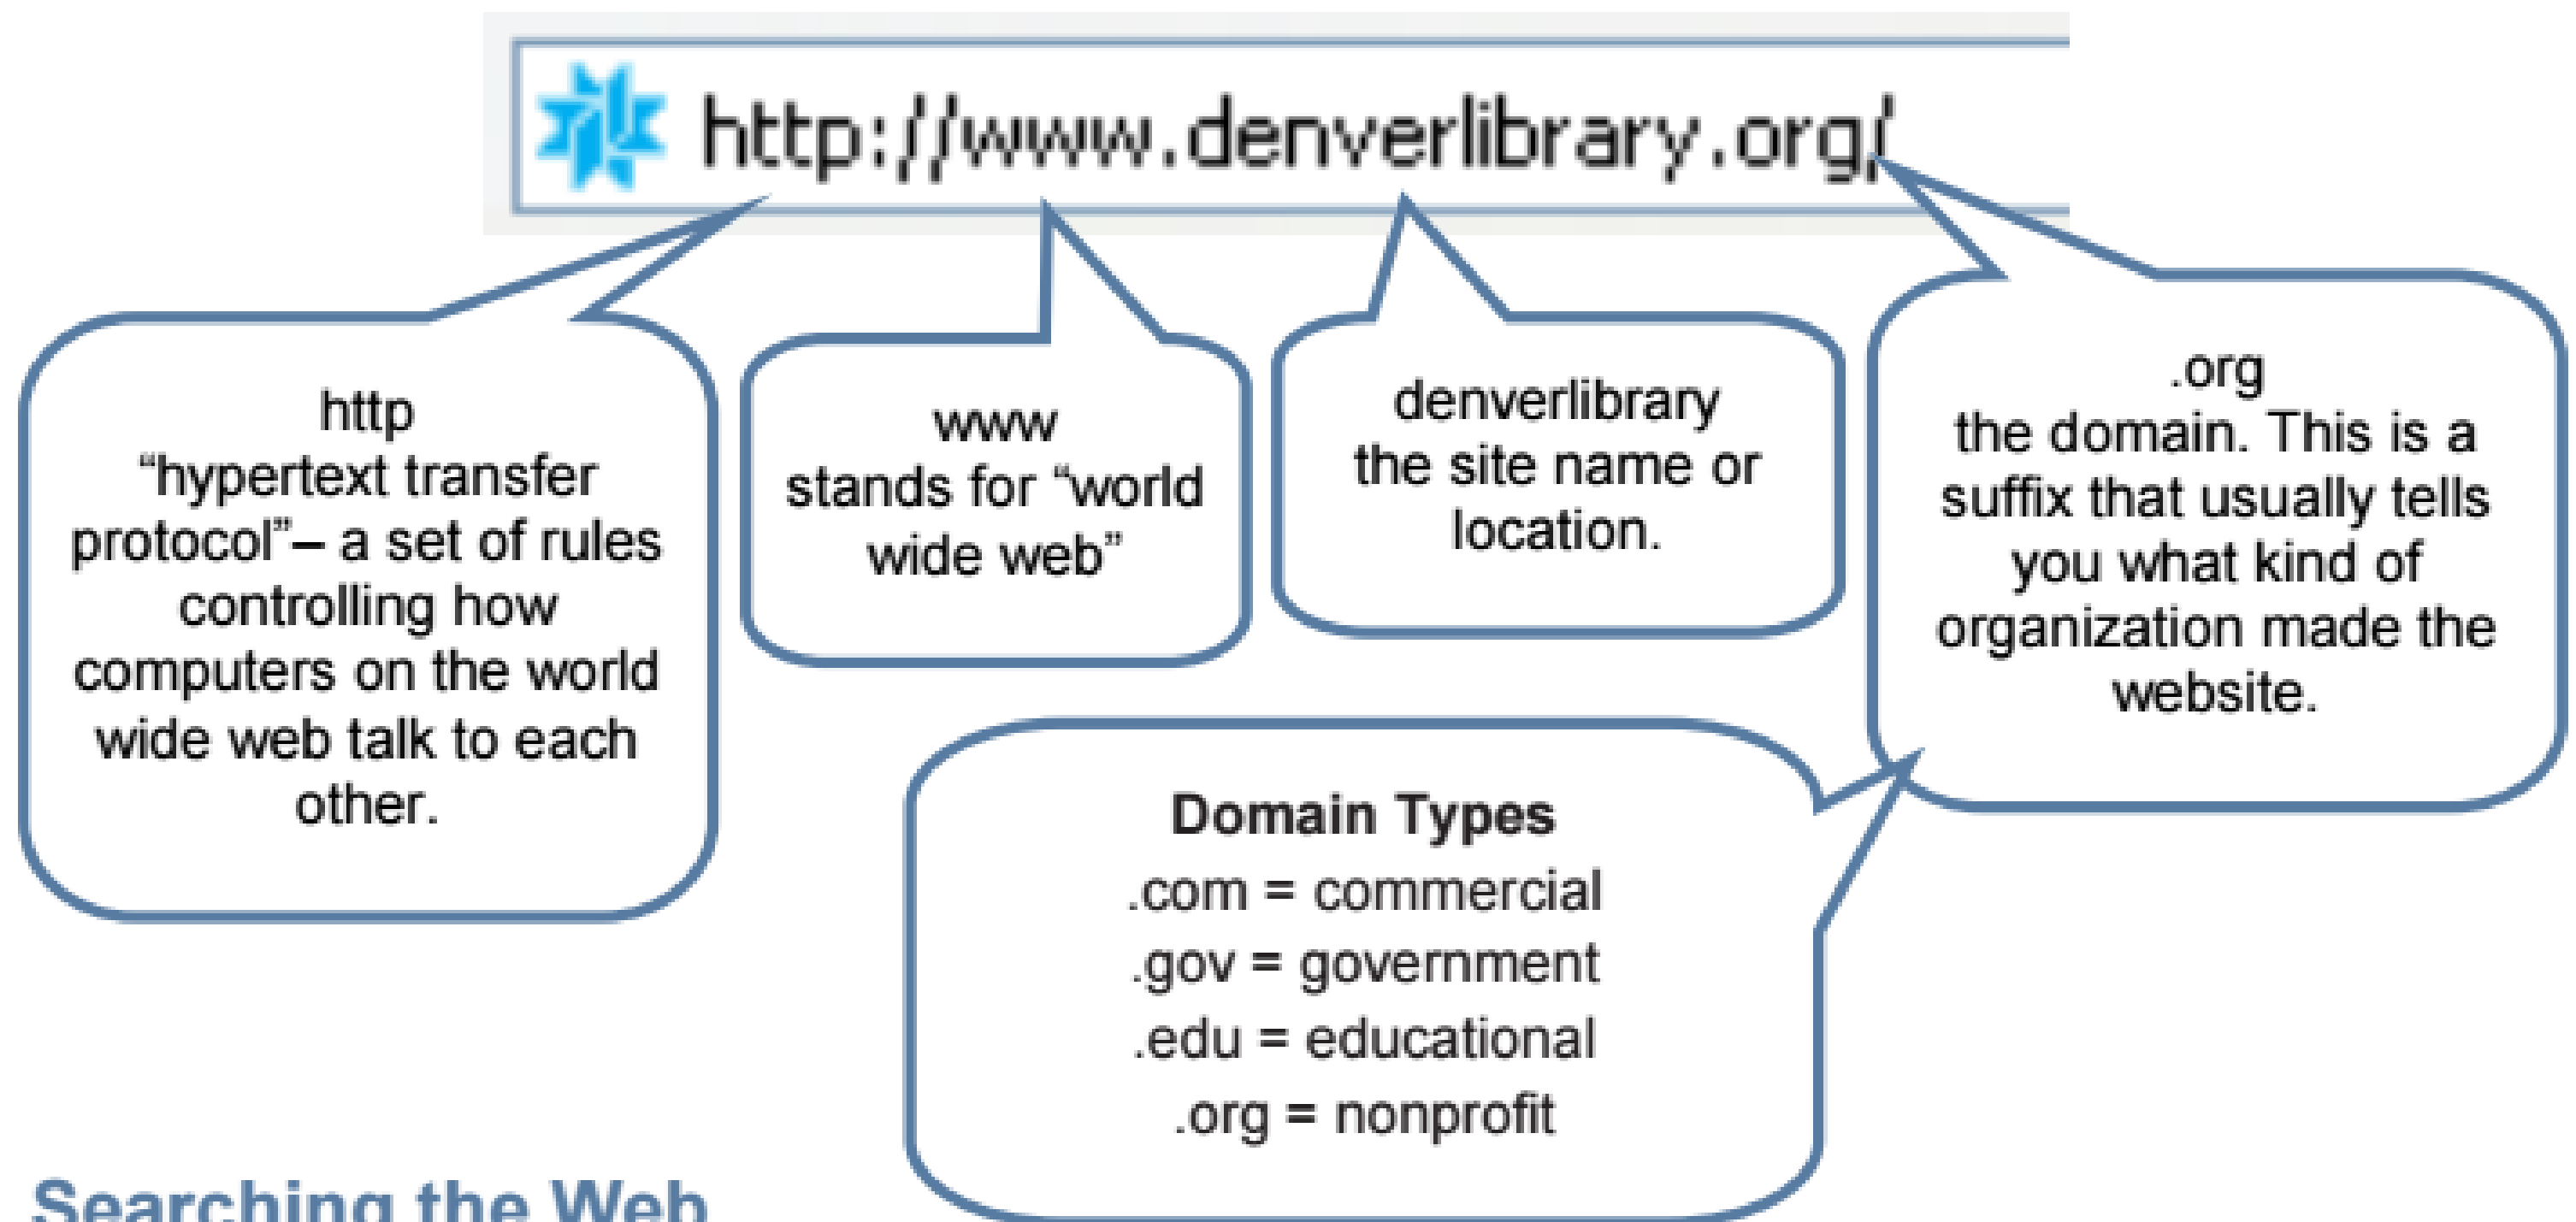 http://www.denverlibrary.org/
http
“hypertext transfer
protocol”– a set of rules
controlling how
computers on the world
wide web talk to each
other.
www
stands for “world
wide web”
denverlibrary
the site name or
location.
.org
the domain. This is a
suffix that usually tells
you what kind of
organization made the
website.
Domain Types
.com = commercial
.gov = government
.edu = educational
.org = nonprofit
Searching the Web